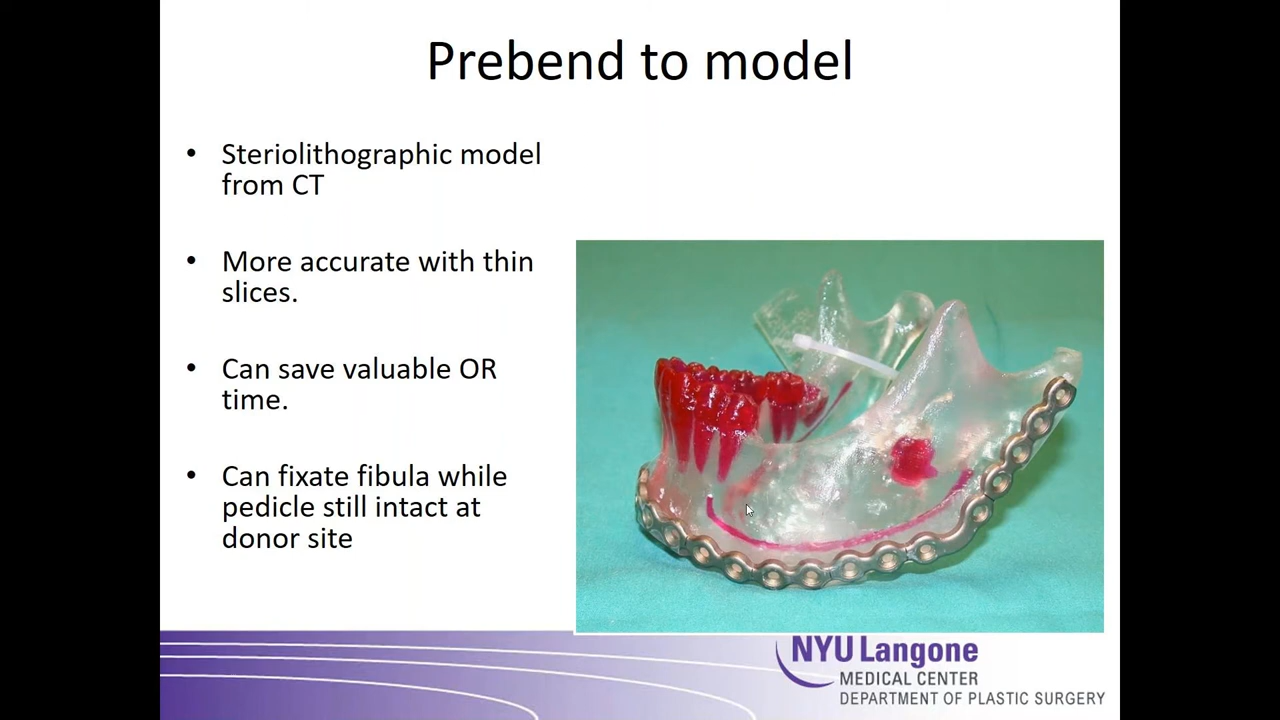 Prebend to model
• Steriolithographic model
from CT
• More accurate with thin
slices.
• Can save valuable OR
time.
• Can fixate fibula while
pedicle still intact at
donor site
NYU Langone
MEDICAL CENTER
DEPARTMENT OF PLASTIC SURGERY